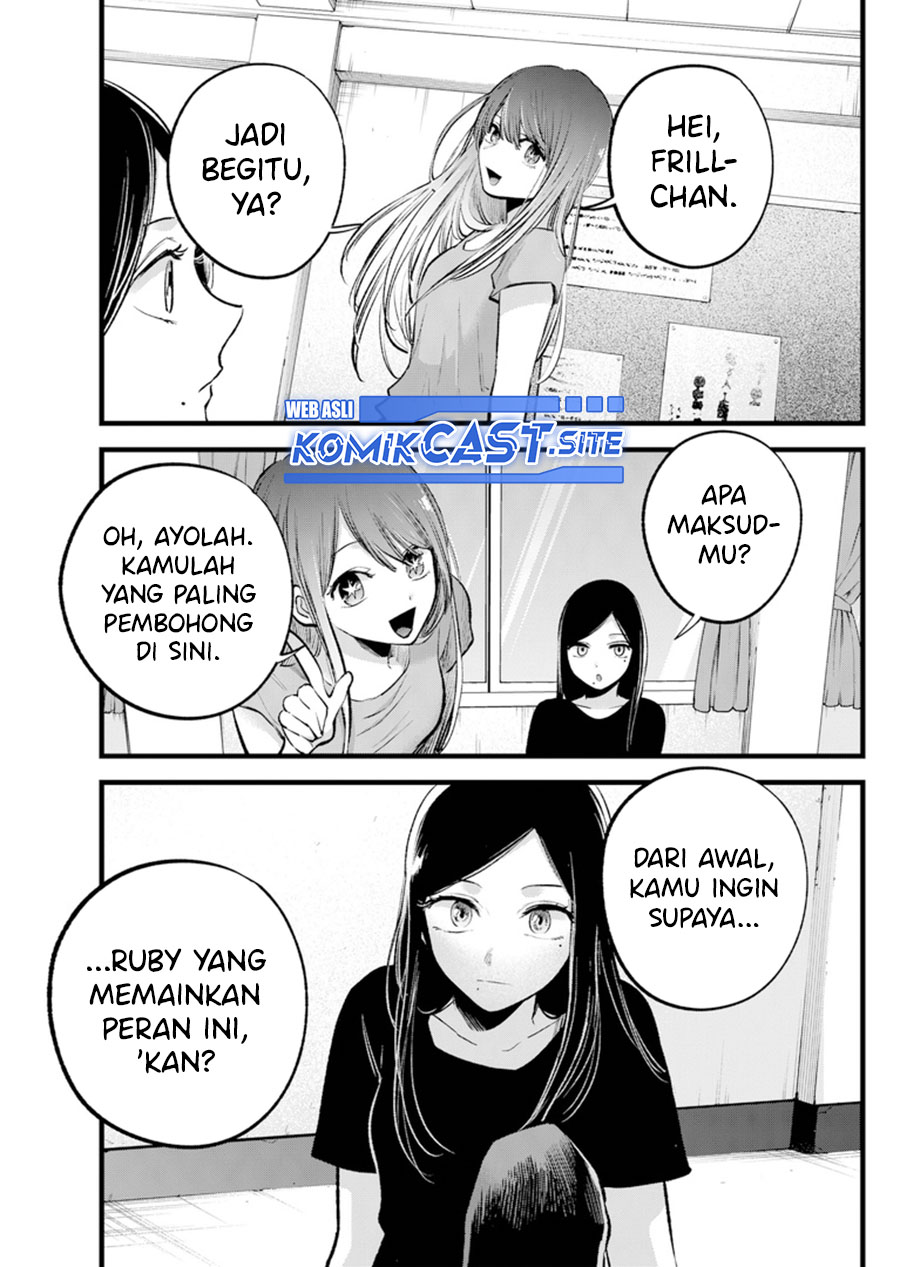 HEI,
FRILL-
CHAN.
JADI
BEGITU,
YA?
WEB ASLI
KOMIKCAST.SITE
APA
MAKSUD-
MU?
OH, AYOLAH.
KAMULAH
YANG PALING
PEMBOHONG
DI SINI.
DARI AWAL,
KAMU INGIN
SUPAYA...
...RUBY YANG
MEMAINKAN
PERAN INI,
'KAN?